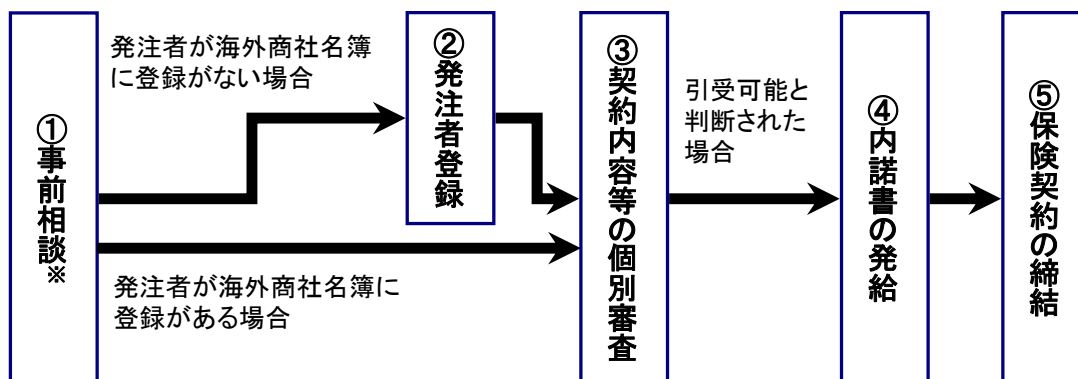 ①事前相談※
発注者が海外商社名簿
に登録がない場合
②発注者登録
発注者が海外商社名簿に
登録がある場合
③契約内容等の個別審査
引受可能と
判断された
場合
④内諾書の発給
⑤保険契約の締結